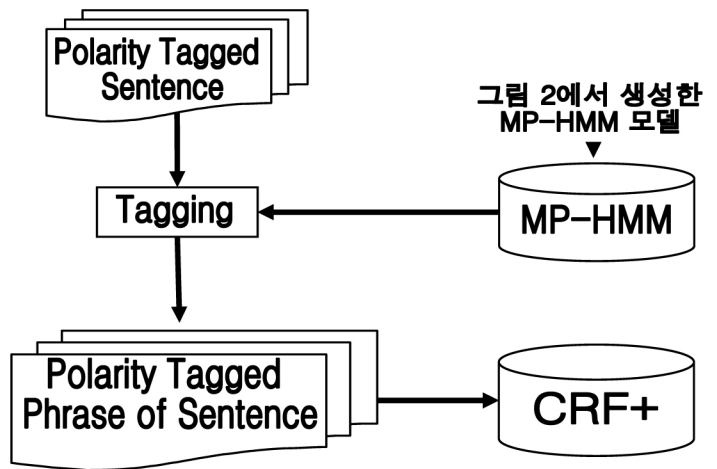 Polarity Tagged
Sentence
그림 2에서 생성한
MP-HMM 모델
Tagging
MP-HMM
Polarity Tagged
Phrase of Sentence
CRF+